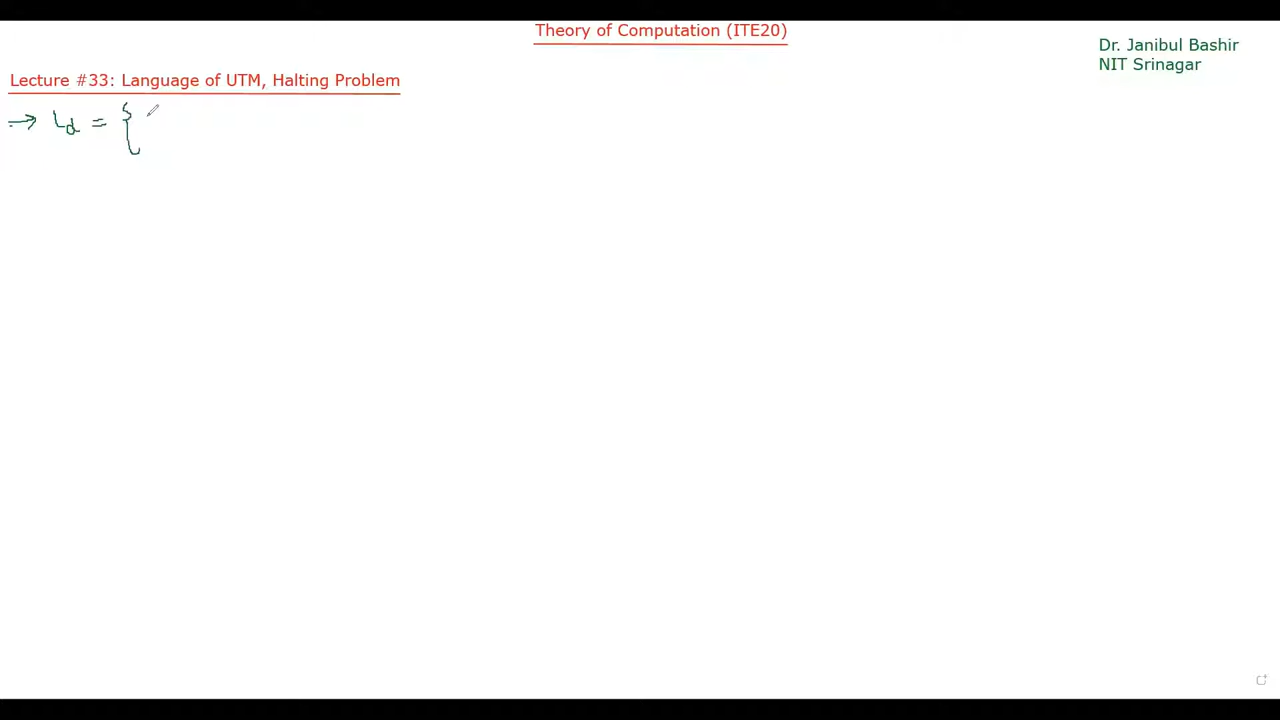 Theory of Computation (ITE20)
Dr. Janibul Bashir
NIT Srinagar
Lecture #33: Language of UTM, Halting Problem
→ Ld = {